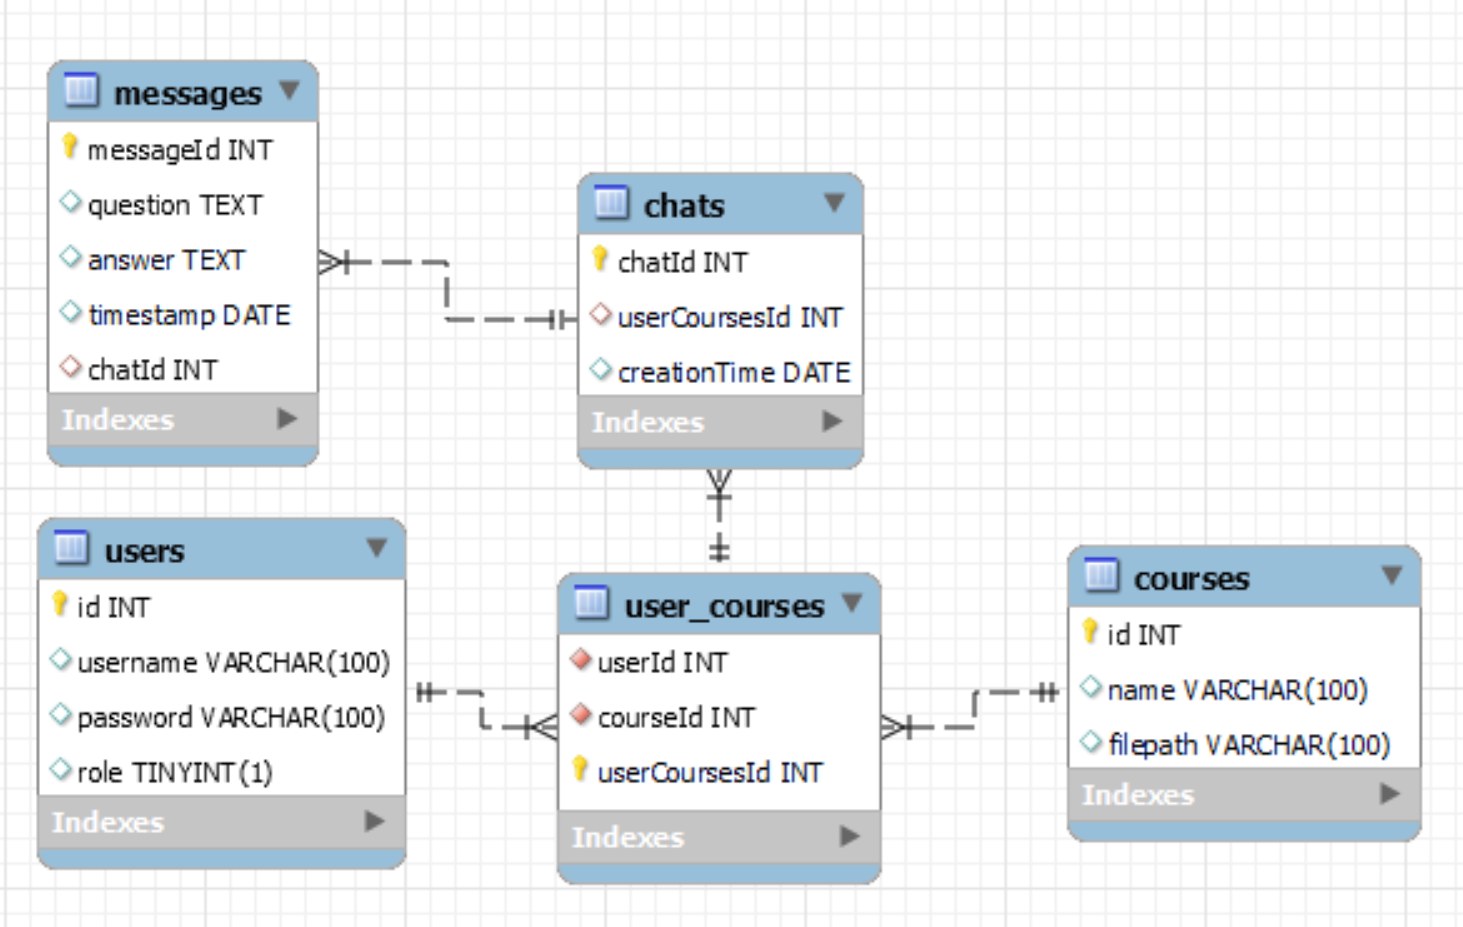 messages
messageId INT
question TEXT
answer TEXT
timestamp DATE
chatId INT
Indexes
chats
chatId INT
userCoursesId INT
creationTime DATE
Indexes
users
id INT
username VARCHAR(100)
password VARCHAR(100)
role TINYINT(1)
Indexes
user_courses
userId INT
courseId INT
userCoursesId INT
Indexes
courses
id INT
name VARCHAR(100)
filepath VARCHAR(100)
Indexes